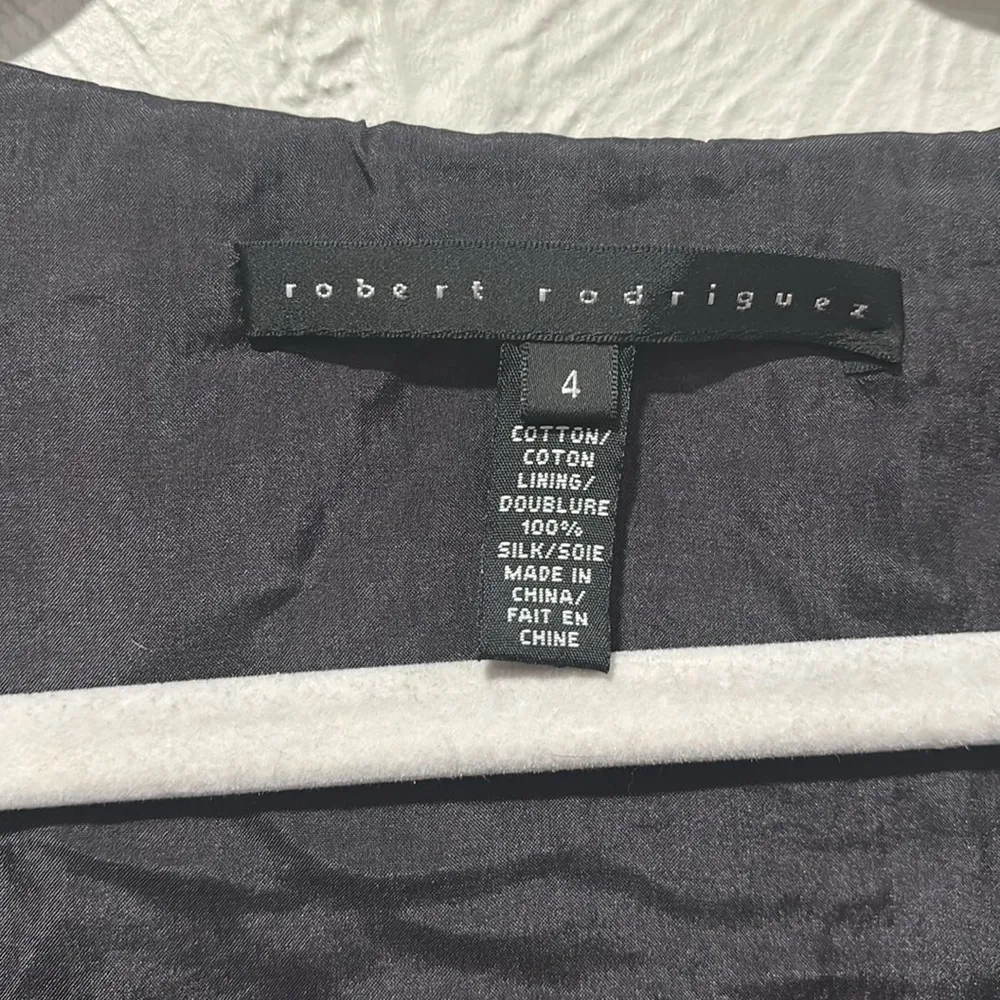 robert rodriguez
4
COTTON/
COTON
LINING/
DOUBLURE
100%
SILK/SOIE
MADE IN
CHINA/
FAIT EN
CHINE